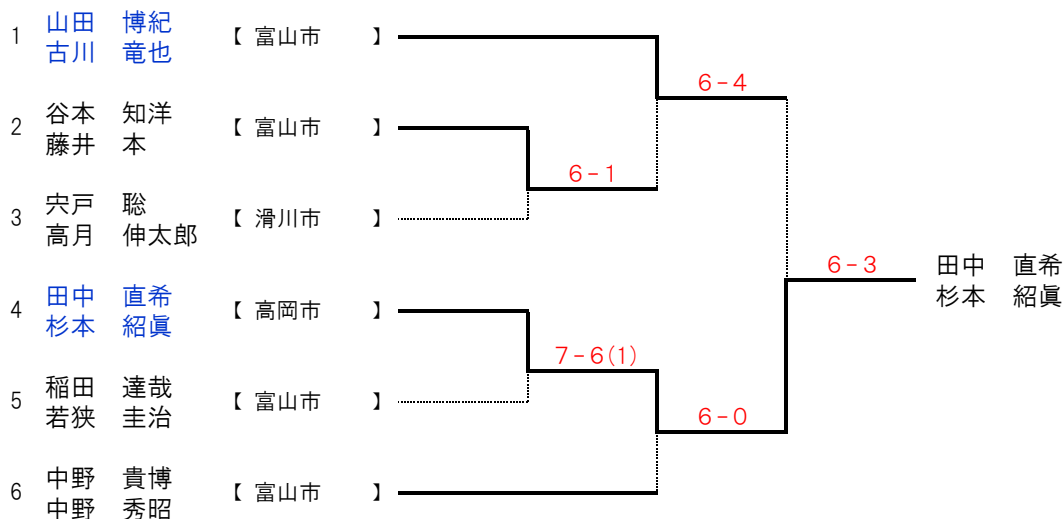 1 山田　博紀 【 富山市 】
古川　竜也
6-4
2 谷本　知洋 【 富山市 】
藤井　本
6-1
3 宍戸　聡 【 滑川市 】
高月　伸太郎
6-3 田中　直希
杉本　紹眞
4 田中　直希 【 高岡市 】
杉本　紹眞
7-6(1)
5 稲田　達哉 【 富山市 】
若狭　圭治
6-0
6 中野　貴博 【 富山市 】
中野　秀昭